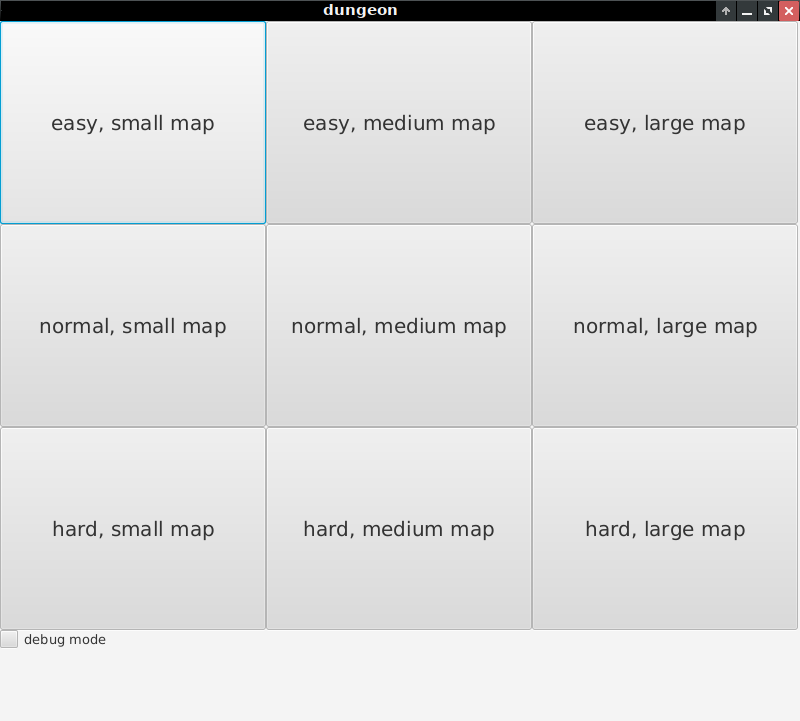 dungeon
easy, small map
easy, medium map
easy, large map
normal, small map
normal, medium map
normal, large map
hard, small map
hard, medium map
hard, large map
debug mode